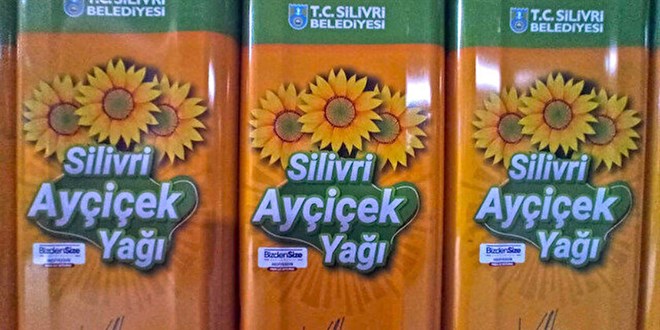 T.C. SİLİVRİ
BELEDİYESİ
Silivri
Ayçiçek
Yağı
BizdenSize
T.C. SİLİVRİ
BELEDİYESİ
Silivri
Ayçiçek
Yağı
BizdenSize
T.C. SİLİVRİ
BELEDİYESİ
Silivri
Ayçiçek
Yağı
BizdenSize